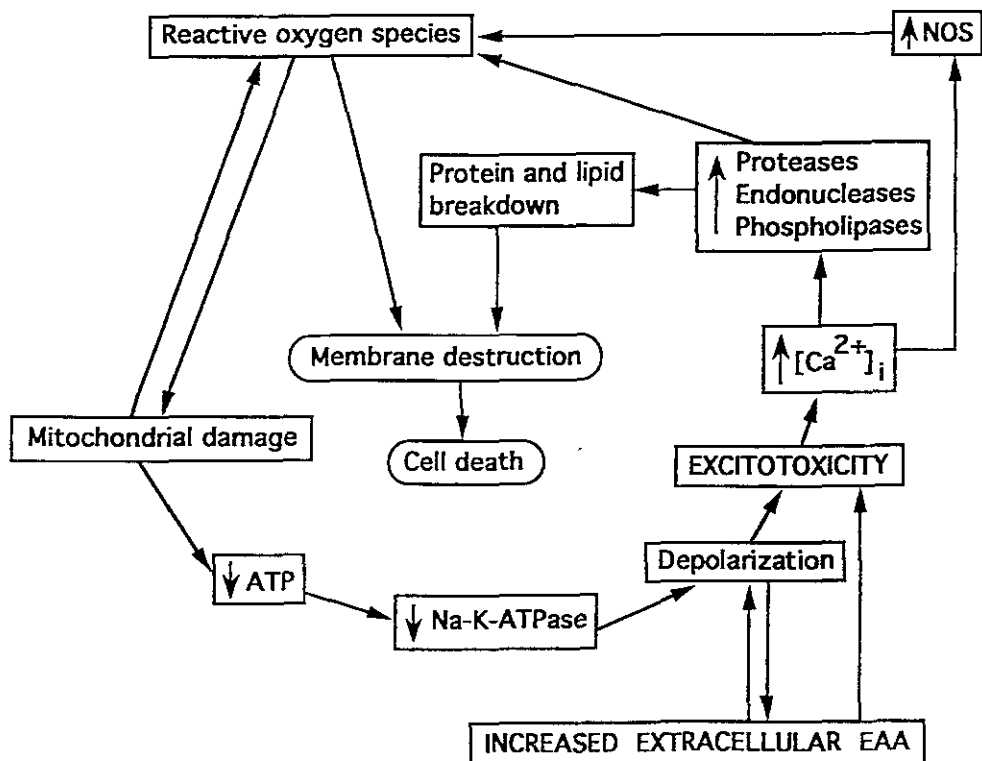 Reactive oxygen species
↑ NOS
Protein and lipid
breakdown
↑ Proteases
Endonucleases
Phospholipases
Membrane destruction
↑ [Ca²⁺]ᵢ
Mitochondrial damage
Cell death
EXCITOTOXICITY
↓ ATP
Depolarization
↓ Na-K-ATPase
INCREASED EXTRACELLULAR EAA